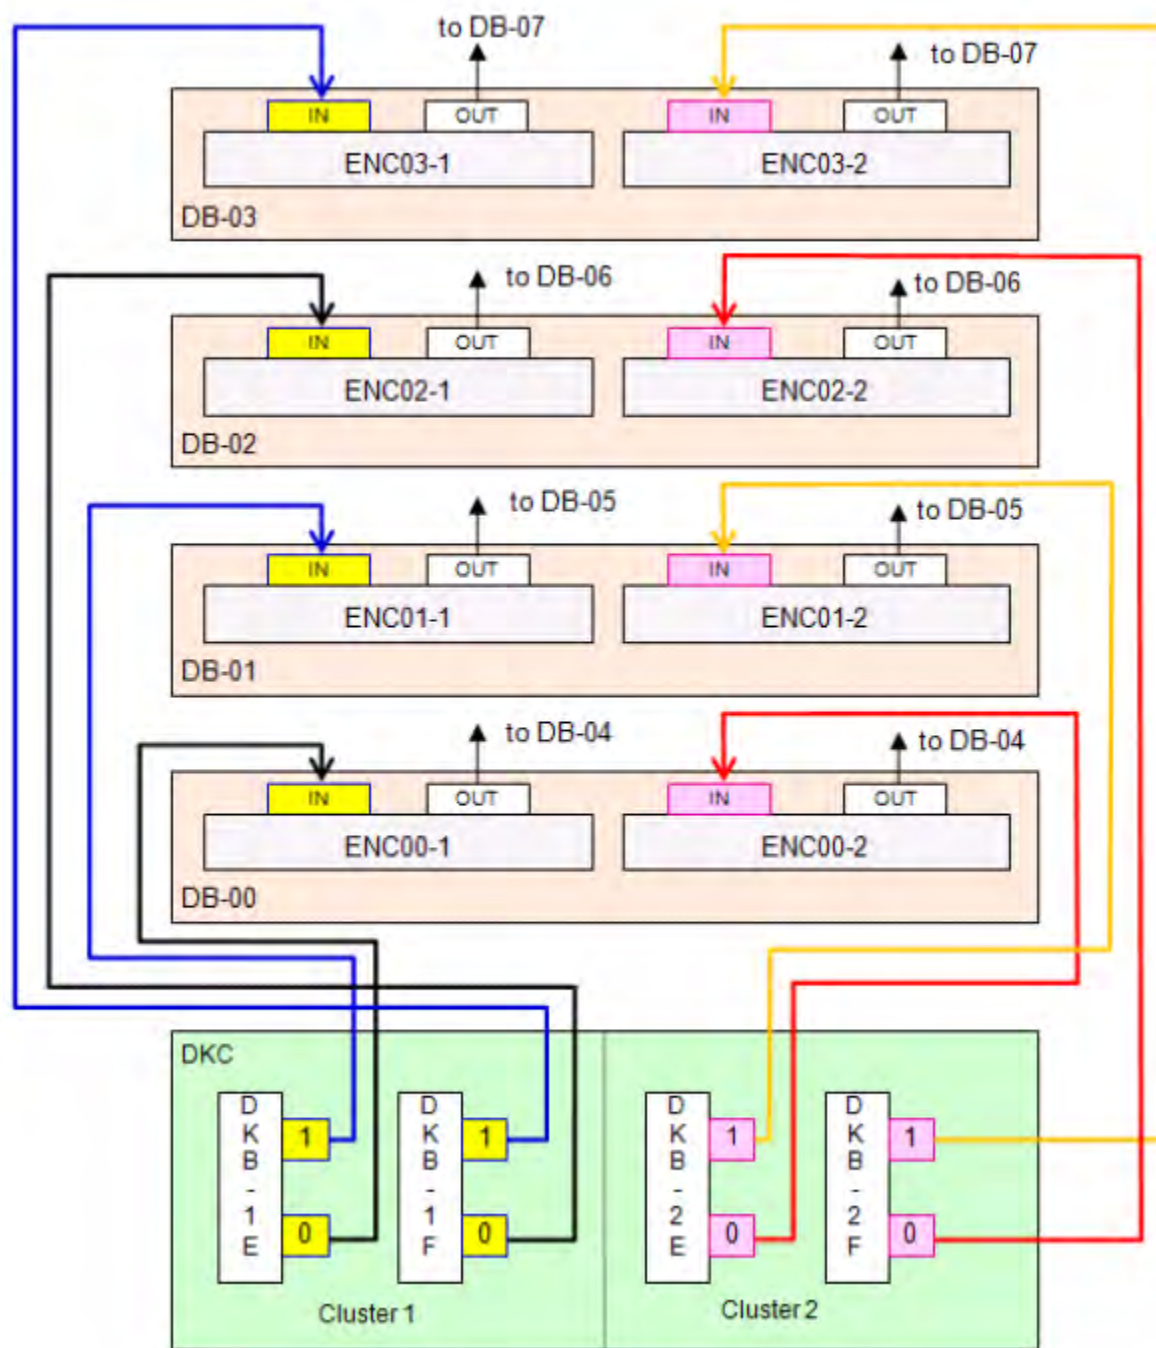 to DB-07
to DB-07
IN OUT IN OUT
ENC03-1 ENC03-2
DB-03
to DB-06
to DB-06
IN OUT IN OUT
ENC02-1 ENC02-2
DB-02
to DB-05
to DB-05
IN OUT IN OUT
ENC01-1 ENC01-2
DB-01
to DB-04
to DB-04
IN OUT IN OUT
ENC00-1 ENC00-2
DB-00
DKC
DKB-1E
1
0
DKB-1F
1
0
DKB-2E
1
0
DKB-2F
1
0
Cluster 1
Cluster 2